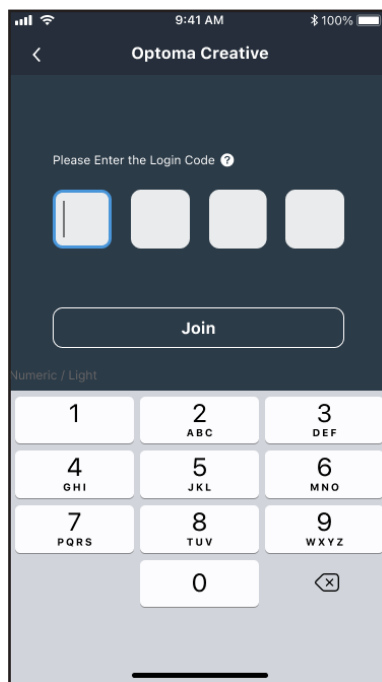 9:41 AM 100%
Optoma Creative
Please Enter the Login Code ?
Join
Numeric / Light
1 2 3
ABC DEF
4 5 6
GHI JKL MNO
7 8 9
PQRS TUV WXYZ
0